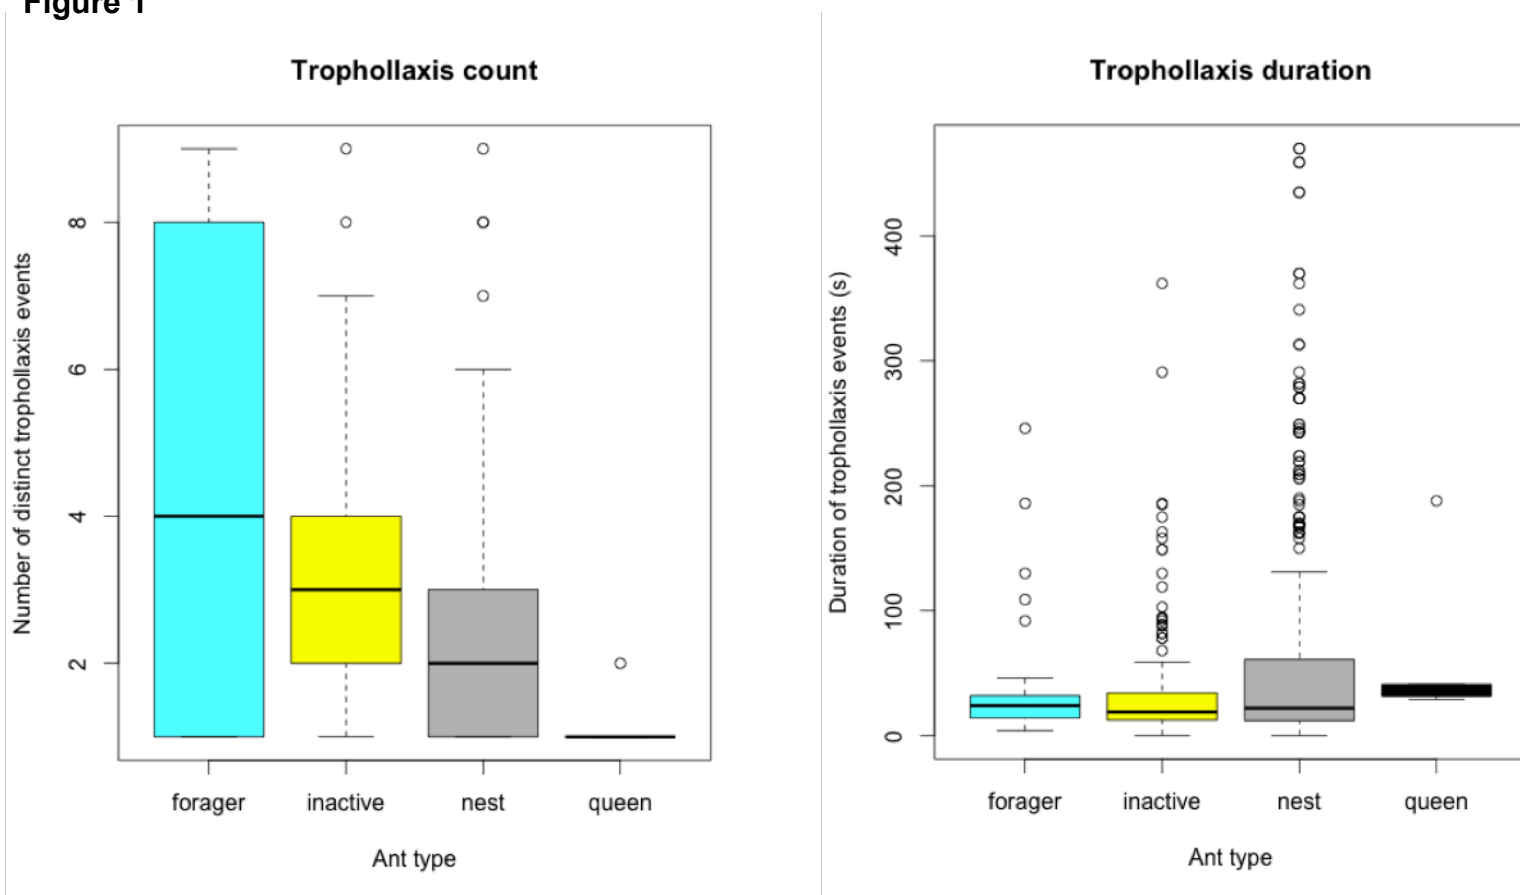 Figure 1
Trophollaxis count
Number of distinct trophollaxis events
8
6
4
2
forager inactive nest queen
Ant type
Trophollaxis duration
Duration of trophollaxis events (s)
400
300
200
100
0
forager inactive nest queen
Ant type